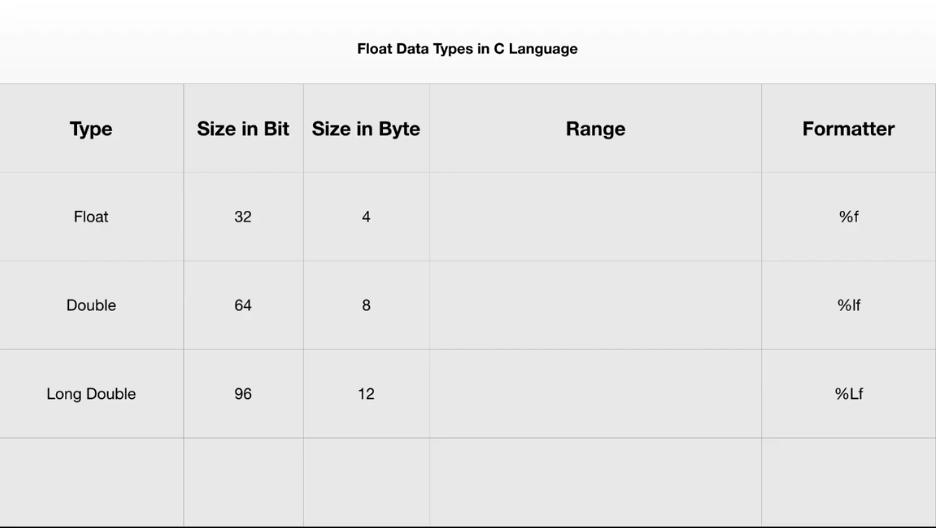 Float Data Types in C Language
Type Size in Bit Size in Byte Range Formatter
Float 32 4 %f
Double 64 8 %lf
Long Double 96 12 %Lf